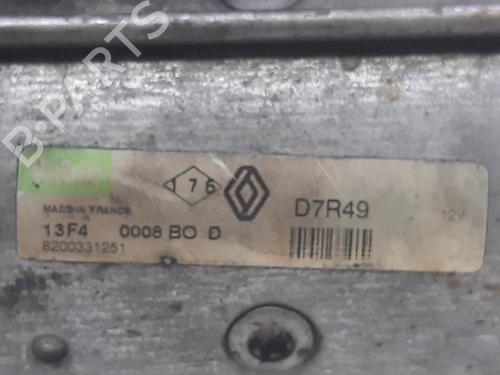 B-PARTS
176
D7R49
12V
MADE IN FRANCE
13F4 0008 BO D
8200331251